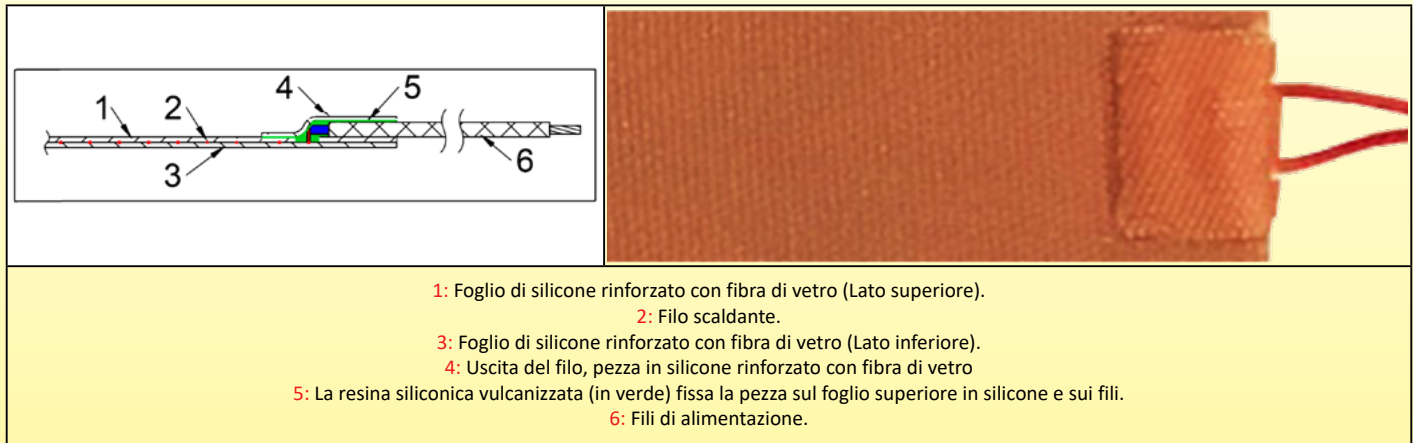 4
5
1
2
3
6
1: Foglio di silicone rinforzato con fibra di vetro (Lato superiore).
2: Filo scaldante.
3: Foglio di silicone rinforzato con fibra di vetro (Lato inferiore).
4: Uscita del filo, pezza in silicone rinforzato con fibra di vetro
5: La resina siliconica vulcanizzata (in verde) fissa la pezza sul foglio superiore in silicone e sui fili.
6: Fili di alimentazione.